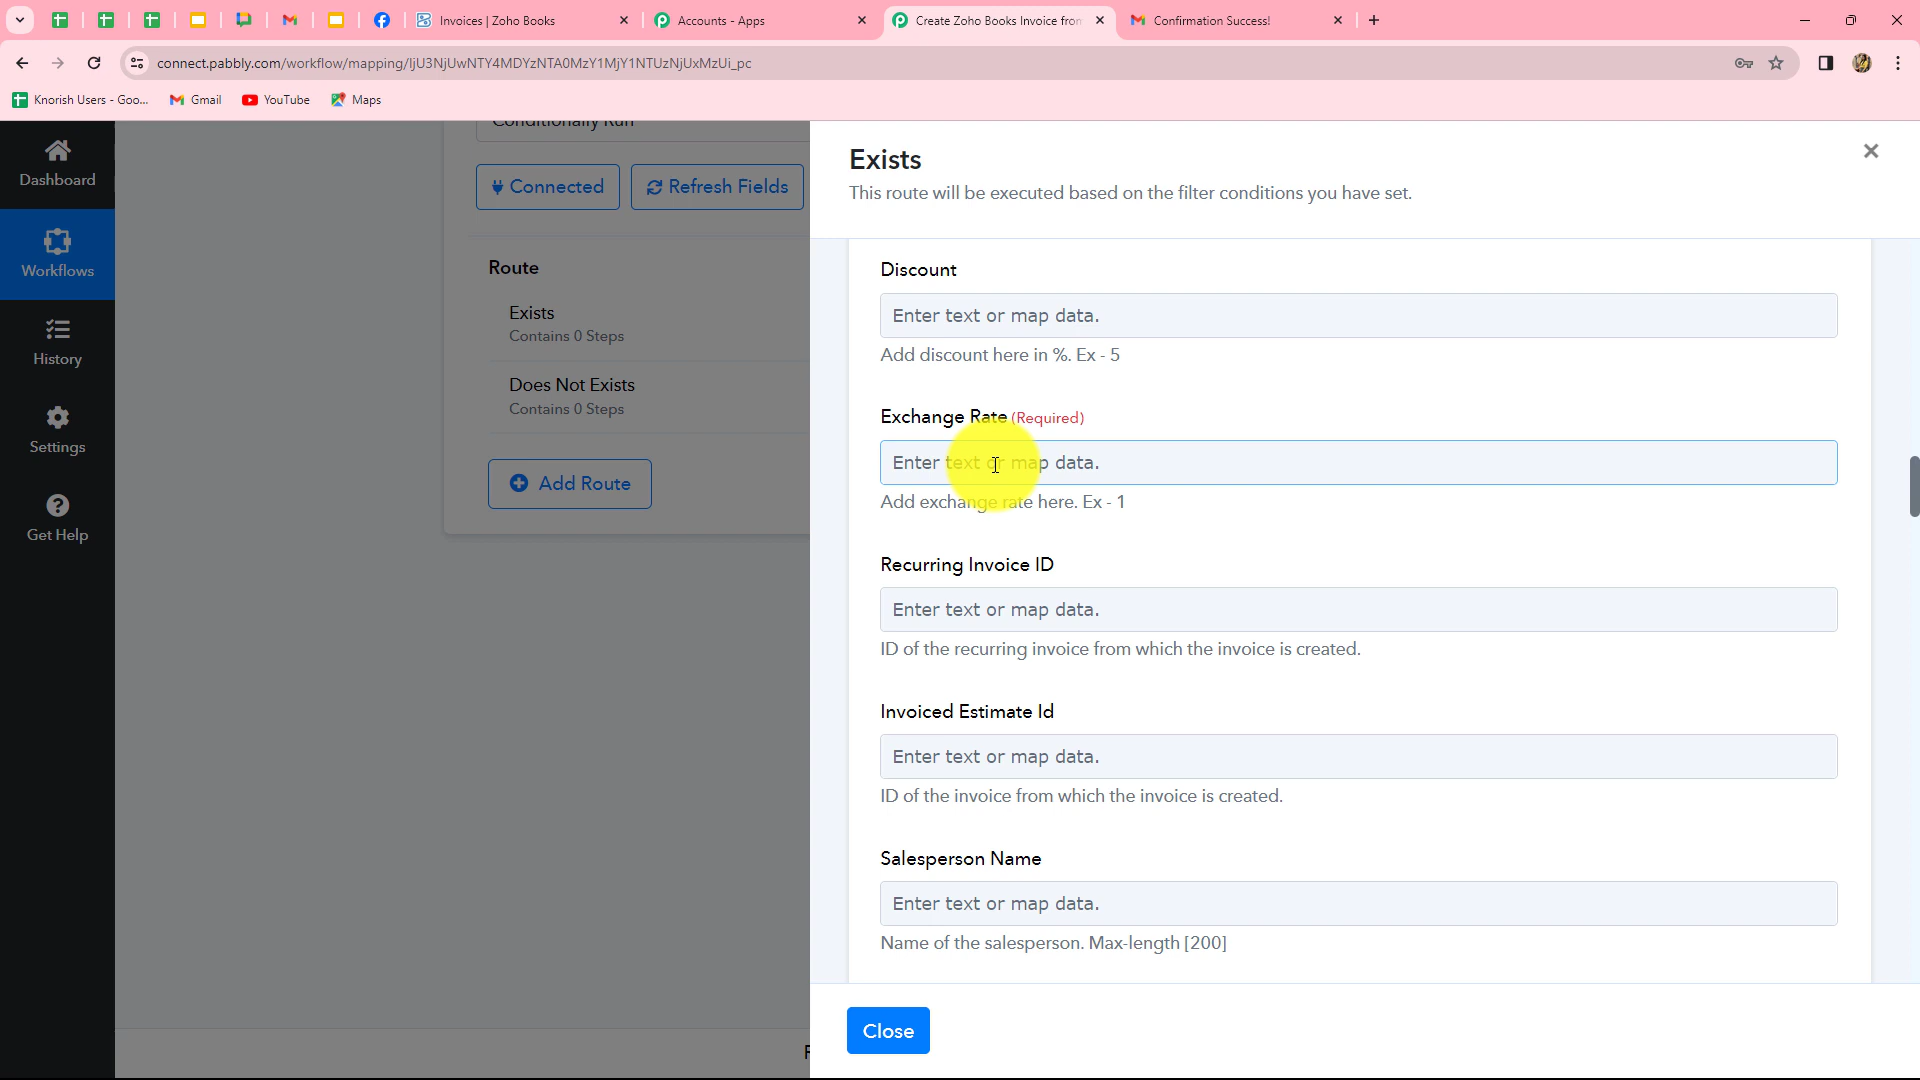 Invoices | Zoho Books
Accounts - Apps
Create Zoho Books Invoice from
Confirmation Success!
connect.pabbly.com/workflow/mapping/IjU3NjUwNTY4MDYzNTA0MzY1MjY1NTUzNjUxMzUi_pc
Knorish Users - Goo...
Gmail
YouTube
Maps
Dashboard
Workflows
History
Settings
Get Help
Conditionally Run
Connected
Refresh Fields
Route
Exists
Contains 0 Steps
Does Not Exists
Contains 0 Steps
Add Route
Exists
This route will be executed based on the filter conditions you have set.
Discount
Enter text or map data.
Add discount here in %. Ex - 5
Exchange Rate (Required)
Enter text or map data.
Add exchange rate here. Ex - 1
Recurring Invoice ID
Enter text or map data.
ID of the recurring invoice from which the invoice is created.
Invoiced Estimate Id
Enter text or map data.
ID of the invoice from which the invoice is created.
Salesperson Name
Enter text or map data.
Name of the salesperson. Max-length [200]
Close